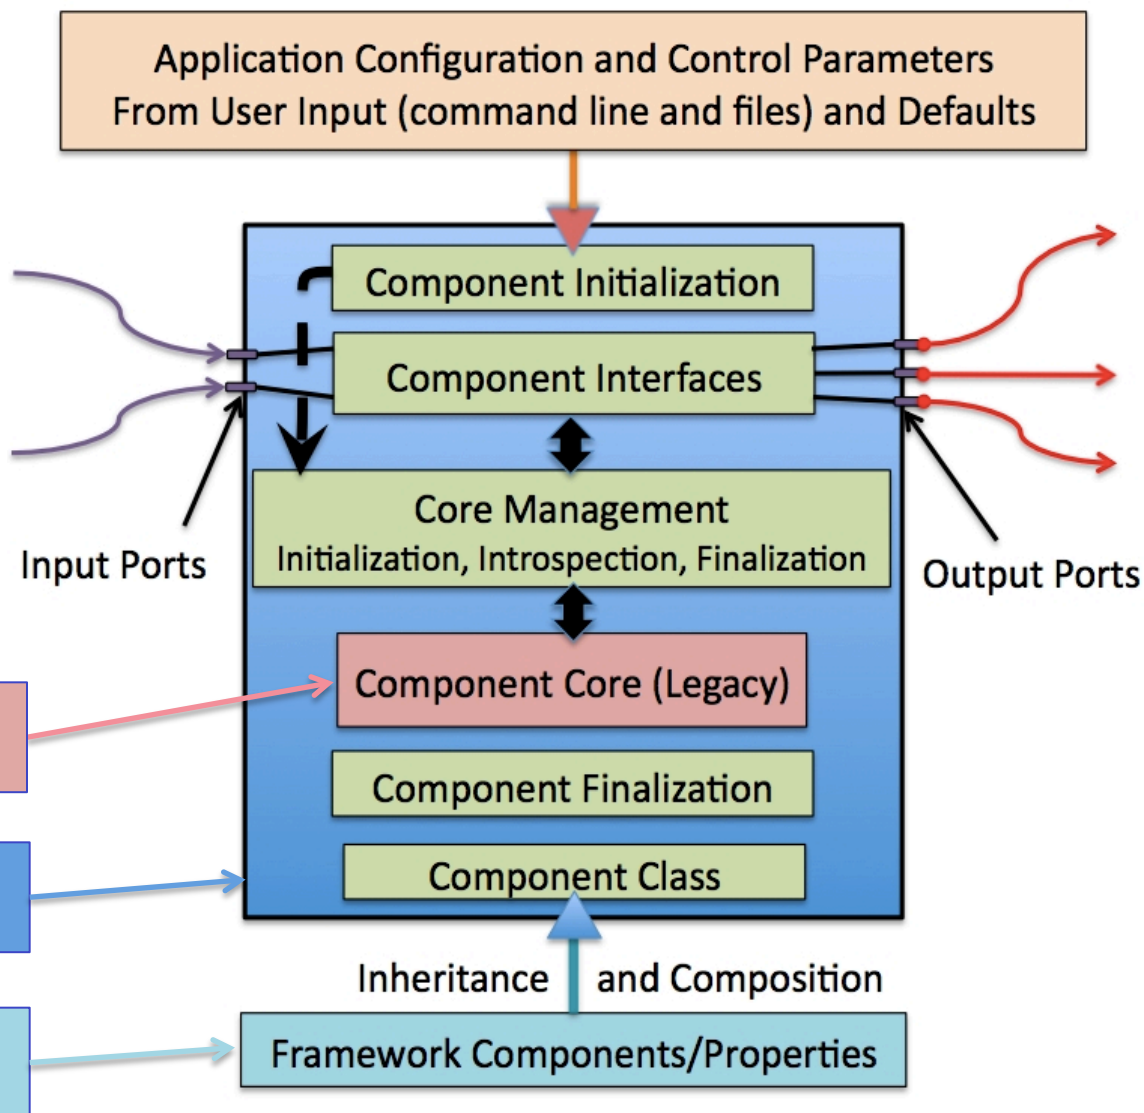 Application Configuration and Control Parameters
From User Input (command line and files) and Defaults
Component Initialization
Component Interfaces
Core Management
Initialization, Introspection, Finalization
Input Ports
Output Ports
Component Core (Legacy)
Component Finalization
Component Class
Inheritance and Composition
Framework Components/Properties